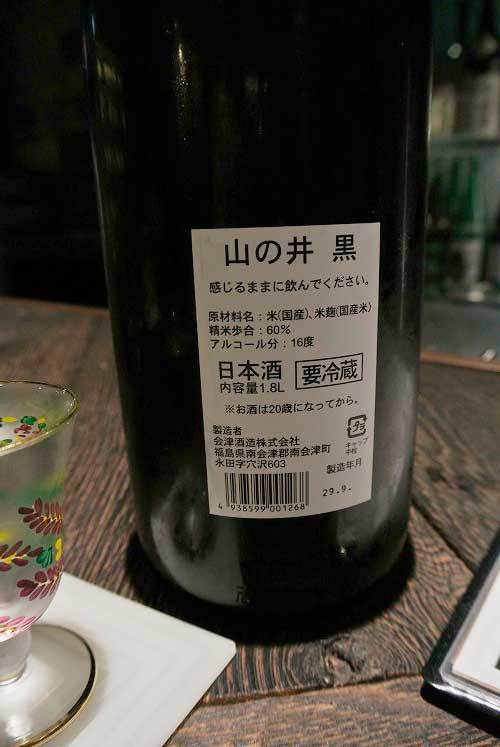 山の井 黒
感じるままに飲んでください。
原材料名：米(国産)、米麹(国産米)
精米歩合：60%
アルコール分：16度
日本酒 要冷蔵
内容量1.8L
※お酒は20歳になってから。
製造者
会津酒造株式会社
福島県南会津郡南会津町
永田字穴沢603
プラ
キャップ
中栓
製造年月
29.9.
4 938599 001268